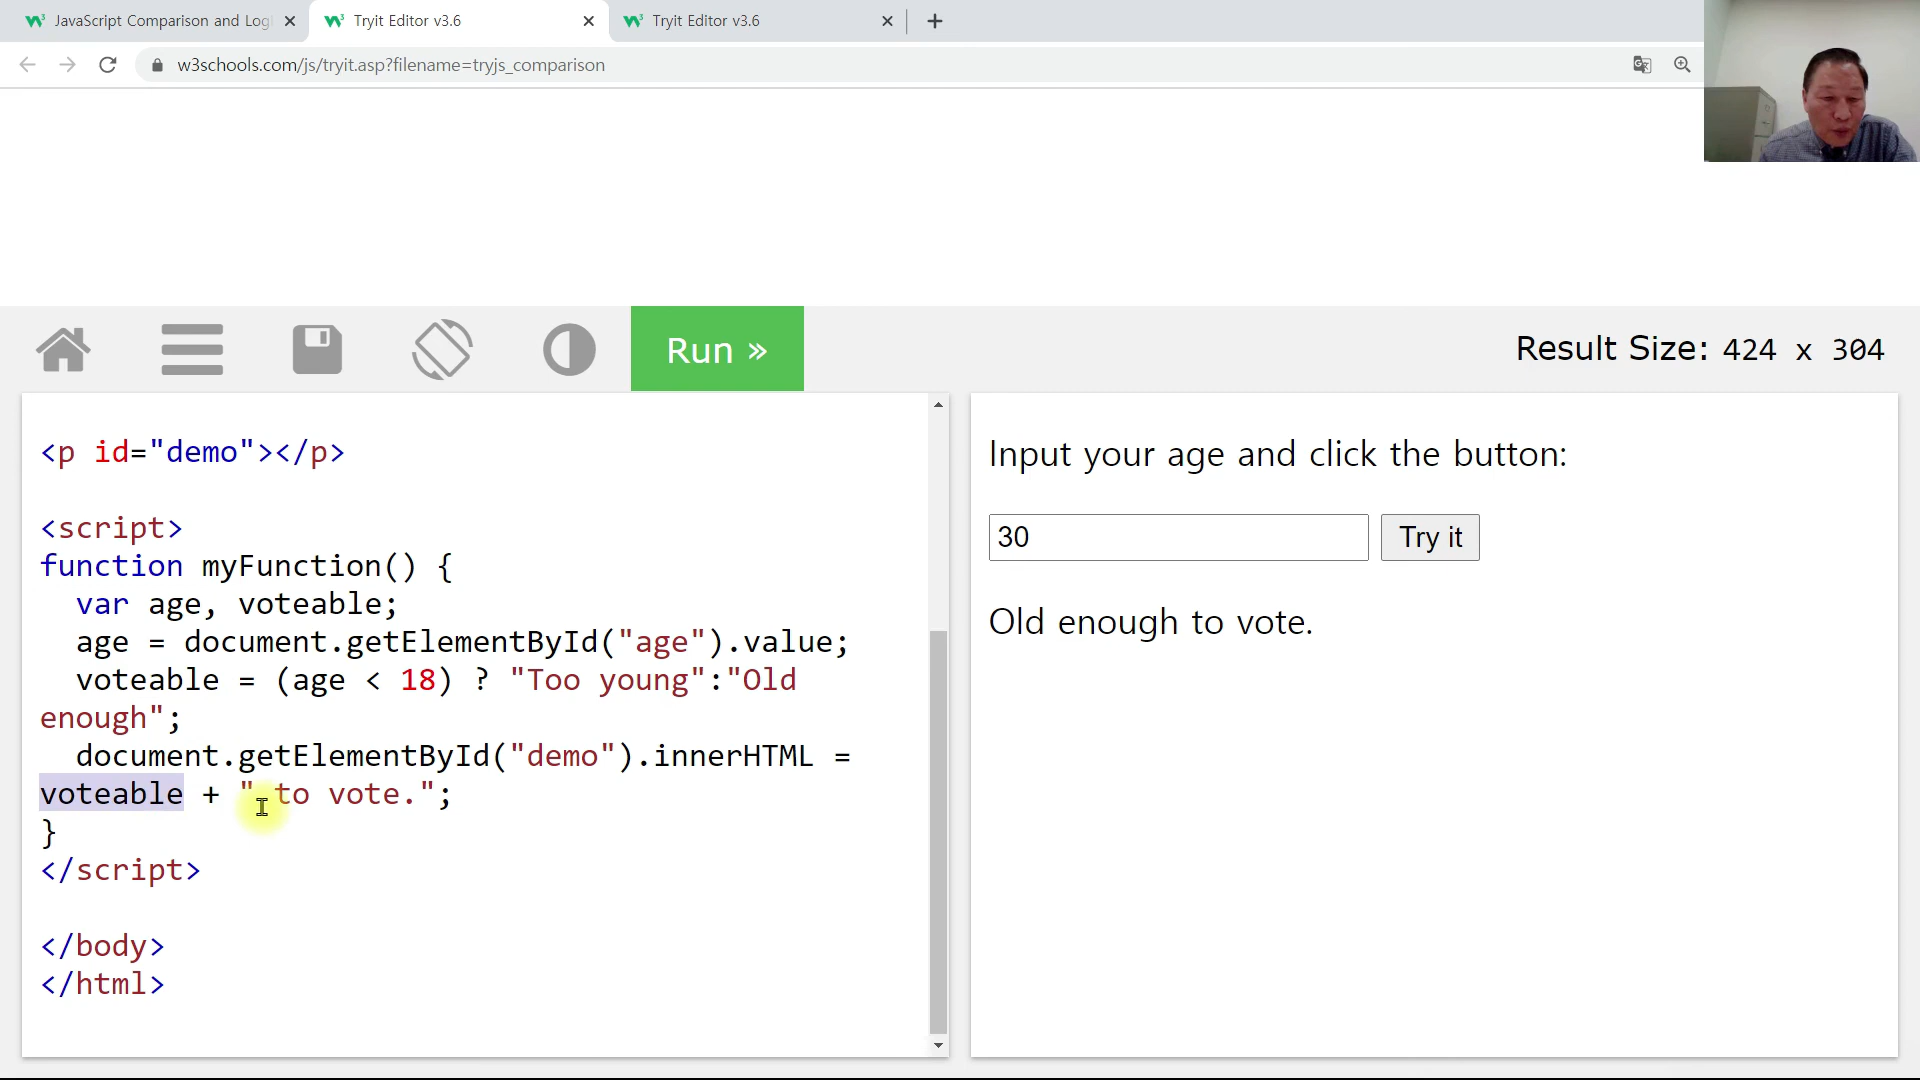 JavaScript Comparison and Log
Tryit Editor v3.6
Tryit Editor v3.6
w3schools.com/js/tryit.asp?filename=tryjs_comparison
Run »
Result Size: 424 x 304
<p id="demo"></p>
<script>
function myFunction() {
var age, voteable;
age = document.getElementById("age").value;
voteable = (age < 18) ? "Too young":"Old
enough";
document.getElementById("demo").innerHTML =
voteable + " to vote.";
}
</script>
</body>
</html>
Input your age and click the button:
30
Try it
Old enough to vote.